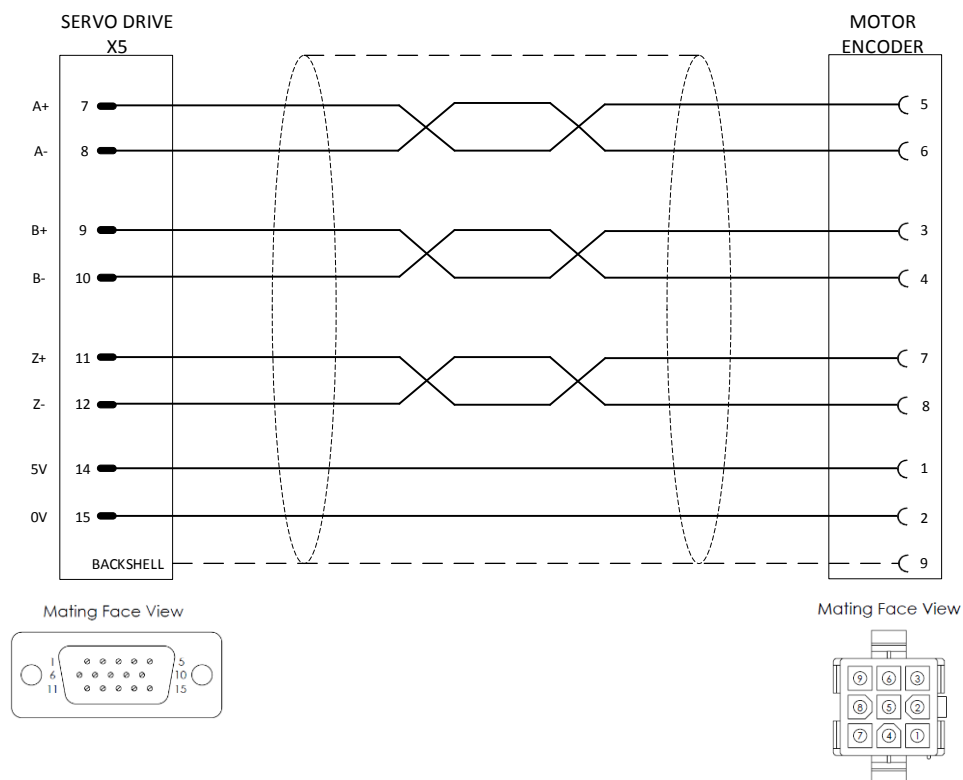 SERVO DRIVE
X5
MOTOR
ENCODER
A+ 7 5
A- 8 6
B+ 9 3
B- 10 4
Z+ 11 7
Z- 12 8
5V 14 1
0V 15 2
BACKSHELL 9
Mating Face View
1 5
6 10
11 15
Mating Face View
9 6 3
8 5 2
7 4 1